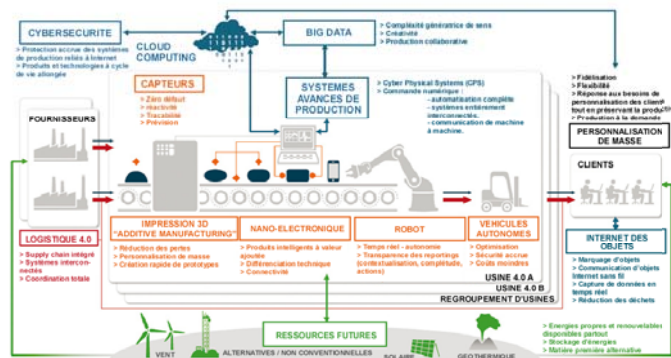 CYBERSECURITE
> Protection accrue des systèmes
de production reliés à Internet
> Produits et technologies à cycle
de vie allongée
CLOUD
COMPUTING
BIG DATA
> Complexité génératrice de sens
> Créativité
> Production collaborative
CAPTEURS
> Zéro défaut
> réactivité
> Tracabilité
> Prévision
SYSTEMES
AVANCES DE
PRODUCTION
> Cyber Physical Systems (CPS)
> Commande numérique :
- automatisation complète
- systèmes entièrement
interconnectés.
- communication de machine
à machine.
> Fidélisation
> Flexibilité
> Réponse aux besoins de
personnalisation des client
tout en préservant la
> Production à la demande
PERSONNALISATION
DE MASSE
FOURNISSEURS
CLIENTS
LOGISTIQUE 4.0
> Supply chain intégré
> Systèmes intercon-
nectés
> Coordination totale
IMPRESSION 3D
"ADDITIVE MANUFACTURING"
> Réduction des pertes
> Personnalisation de masse
> Création rapide de prototypes
NANO-ELECTRONIQUE
> Produits intelligents à valeur
ajoutée
> Différenciation technique
> Connectivité
ROBOT
> Temps réel - autonomie
> Transparence des reportings
(contextualisation, complétude,
actions)
VEHICULES
AUTONOMES
> Optimisation
> Sécurité accrue
> Coûts moindres
INTERNET DES
OBJETS
> Marquage d'objets
> Communication d'objets
Internet sans fil
> Capture de données en
temps réel
> Réduction des déchets
USINE 4.0 A
USINE 4.0 B
REGROUPEMENT D'USINES
RESSOURCES FUTURES
VENT
ALTERNATIVES / NON CONVENTIONNELLES
SOLAIRE
GEOTHERMIQUE
> Energies propres et renouvelables
disponibles partout
> Stockage d'énergies
> Matière première alternative